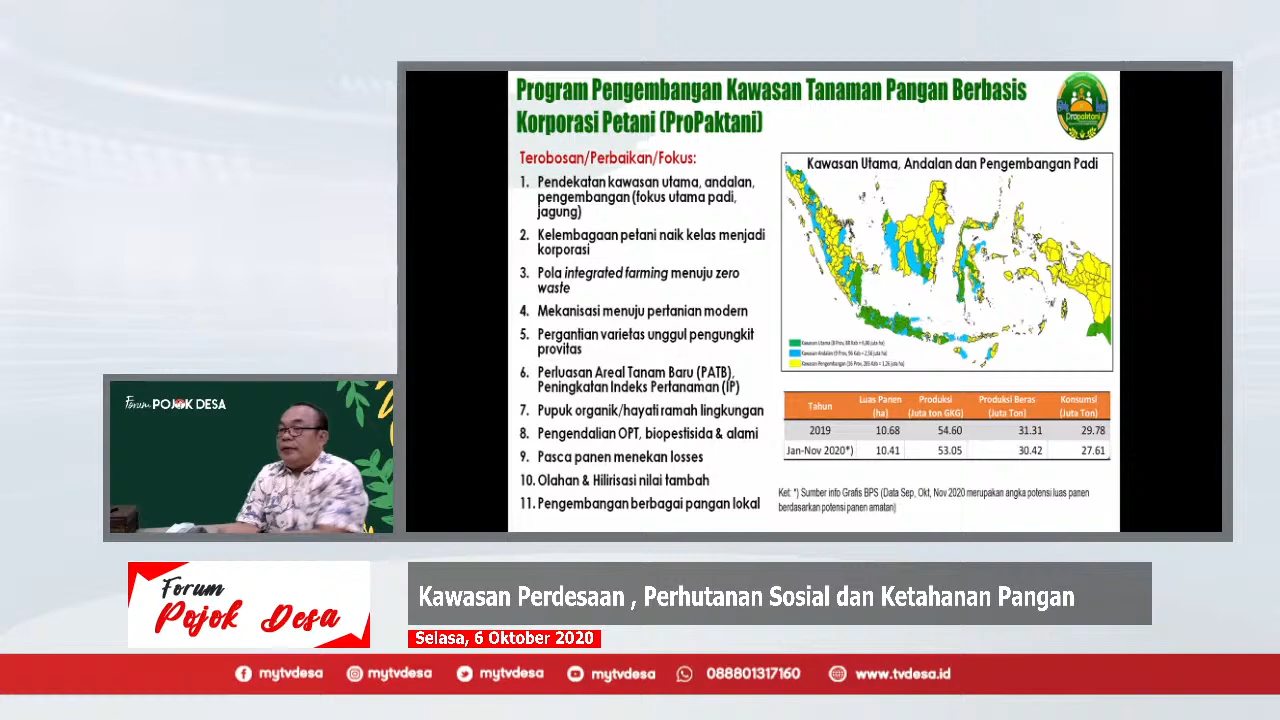 Program Pengembangan Kawasan Tanaman Pangan Berbasis
Korporasi Petani (ProPaktani)
propaktani
Terobosan/Perbaikan/Fokus:
1. Pendekatan kawasan utama, andalan,
pengembangan (fokus utama padi,
jagung)
2. Kelembagaan petani naik kelas menjadi
korporasi
3. Pola integrated farming menuju zero
waste
4. Mekanisasi menuju pertanian modern
5. Pergantian varietas unggul pengungkit
provitas
6. Perluasan Areal Tanam Baru (PATB),
Peningkatan Indeks Pertanaman (IP)
7. Pupuk organik/hayati ramah lingkungan
8. Pengendalian OPT, biopestisida & alami
9. Pasca panen menekan losses
10. Olahan & Hilirisasi nilai tambah
11. Pengembangan berbagai pangan lokal
Kawasan Utama, Andalan dan Pengembangan Padi
Kawasan Utama
Kawasan Andalan
Kawasan Pengembangan
Tahun Luas Panen (ha) Produksi (Juta ton GKG) Produksi Beras (Juta Ton) Konsumsi (Juta Ton)
2019 10.68 54.60 31.31 29.78
Jan-Nov 2020*) 10.41 53.05 30.42 27.61
Ket: *) Sumber info Grafis BPS (Data Sep, Okt, Nov 2020 merupakan angka potensi luas panen
berdasarkan potensi panen amatan)
Forum POJOK DESA
Forum
Pojok Desa
Kawasan Perdesaan , Perhutanan Sosial dan Ketahanan Pangan
Selasa, 6 Oktober 2020
mytvdesa mytvdesa mytvdesa mytvdesa 088801317160 www.tvdesa.id